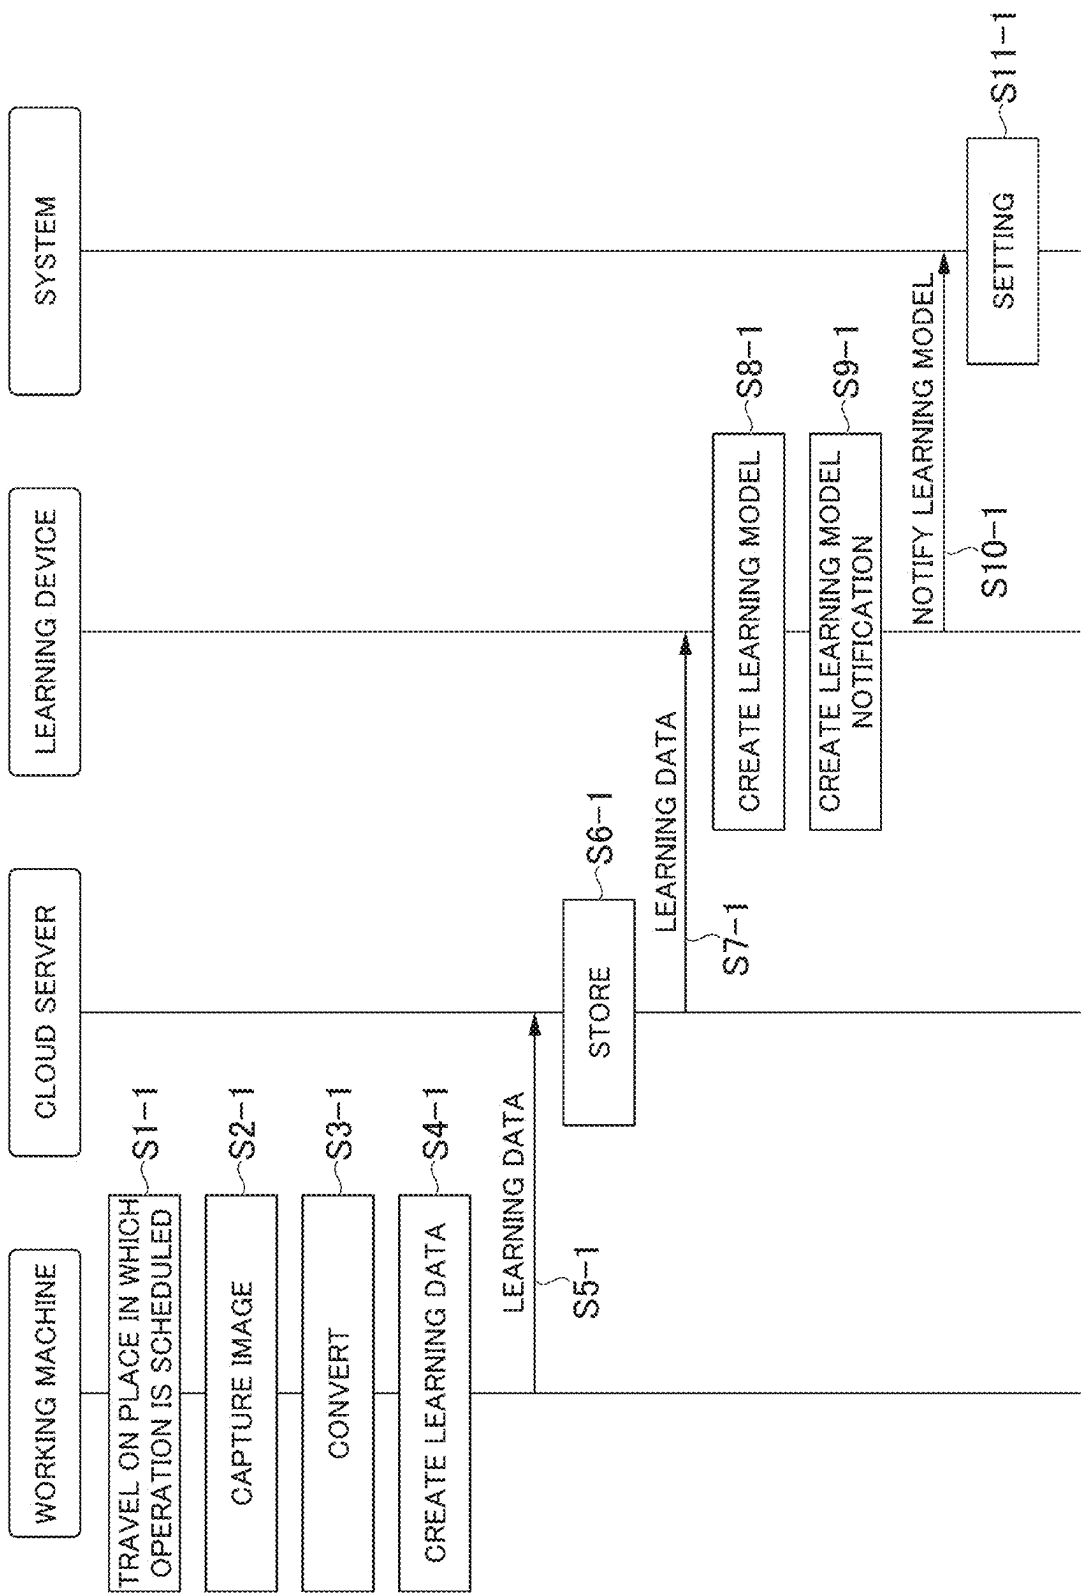 WORKING MACHINE
CLOUD SERVER
LEARNING DEVICE
SYSTEM
TRAVEL ON PLACE IN WHICH
OPERATION IS SCHEDULED
S1-1
CAPTURE IMAGE
S2-1
CONVERT
S3-1
CREATE LEARNING DATA
S4-1
LEARNING DATA
S5-1
STORE
S6-1
LEARNING DATA
S7-1
CREATE LEARNING MODEL
S8-1
CREATE LEARNING MODEL
NOTIFICATION
S9-1
NOTIFY LEARNING MODEL
S10-1
SETTING
S11-1